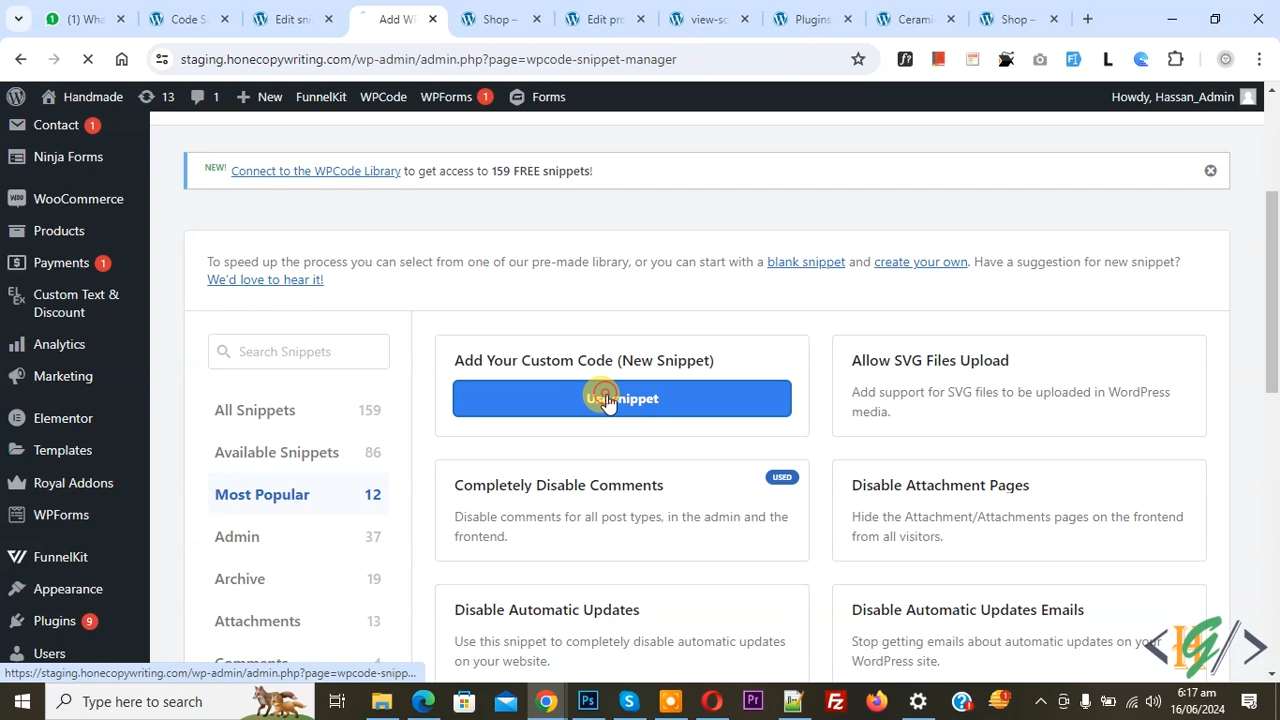 (1) Wha
Code S
Edit sni
Add WP
Shop –
Edit pro
view-so
Plugins
Cerami
Shop –
staging.honecopywriting.com/wp-admin/admin.php?page=wpcode-snippet-manager
Handmade 13 1 New FunnelKit WPCode WPForms 1 Forms Howdy, Hassan_Admin
Contact 1
Ninja Forms
WooCommerce
Products
Payments 1
Custom Text &
Discount
Analytics
Marketing
Elementor
Templates
Royal Addons
WPForms
FunnelKit
Appearance
Plugins 9
Users
NEW! Connect to the WPCode Library to get access to 159 FREE snippets!
To speed up the process you can select from one of our pre-made library, or you can start with a blank snippet and create your own. Have a suggestion for new snippet?
We'd love to hear it!
Search Snippets
All Snippets 159
Available Snippets 86
Most Popular 12
Admin 37
Archive 19
Attachments 13
Comments 4
Add Your Custom Code (New Snippet)
Use snippet
Allow SVG Files Upload
Add support for SVG files to be uploaded in WordPress
media.
Completely Disable Comments
USED
Disable comments for all post types, in the admin and the
frontend.
Disable Attachment Pages
Hide the Attachment/Attachments pages on the frontend
from all visitors.
Disable Automatic Updates
Use this snippet to completely disable automatic updates
on your website.
Disable Automatic Updates Emails
Stop getting emails about automatic updates on your
WordPress site.
https://staging.honecopywriting.com/wp-admin/admin.php?page=wpcode-snipp...
Type here to search
6:17 am
16/06/2024